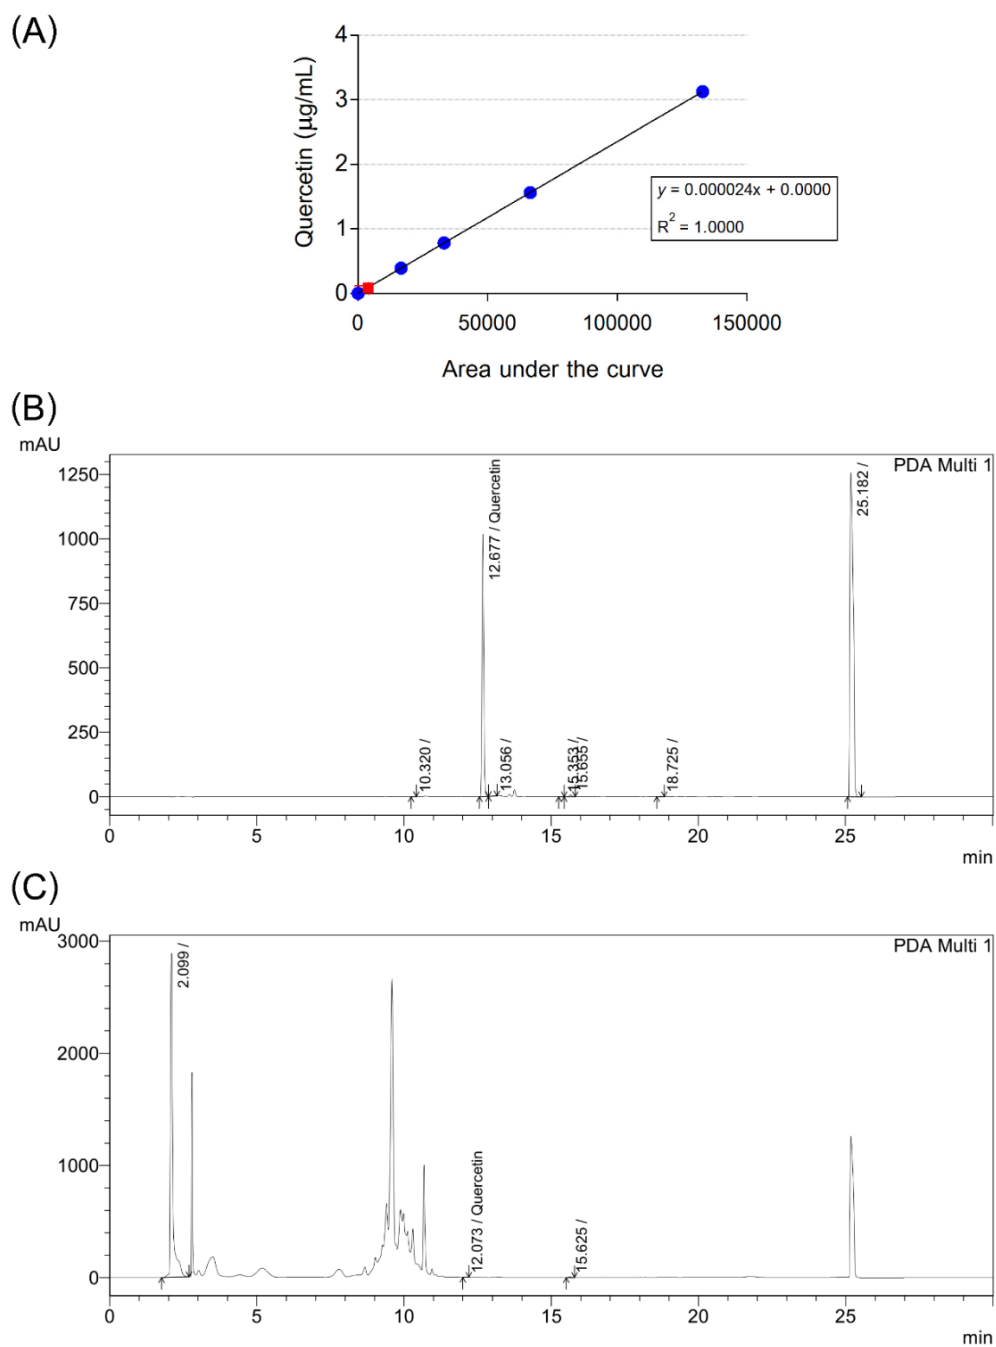 (A)
4
3
2
1
0
Quercetin (µg/mL)
y = 0.000024x + 0.0000
R² = 1.0000
0 50000 100000 150000
Area under the curve
(B)
mAU
PDA Multi 1
1250
1000
750
500
250
0
10.320 /
12.677 / Quercetin
13.056 /
15.353 /
15.655 /
18.725 /
25.182 /
0 5 10 15 20 25
min
(C)
mAU
PDA Multi 1
3000
2000
1000
0
2.099 /
12.073 / Quercetin
15.625 /
0 5 10 15 20 25
min